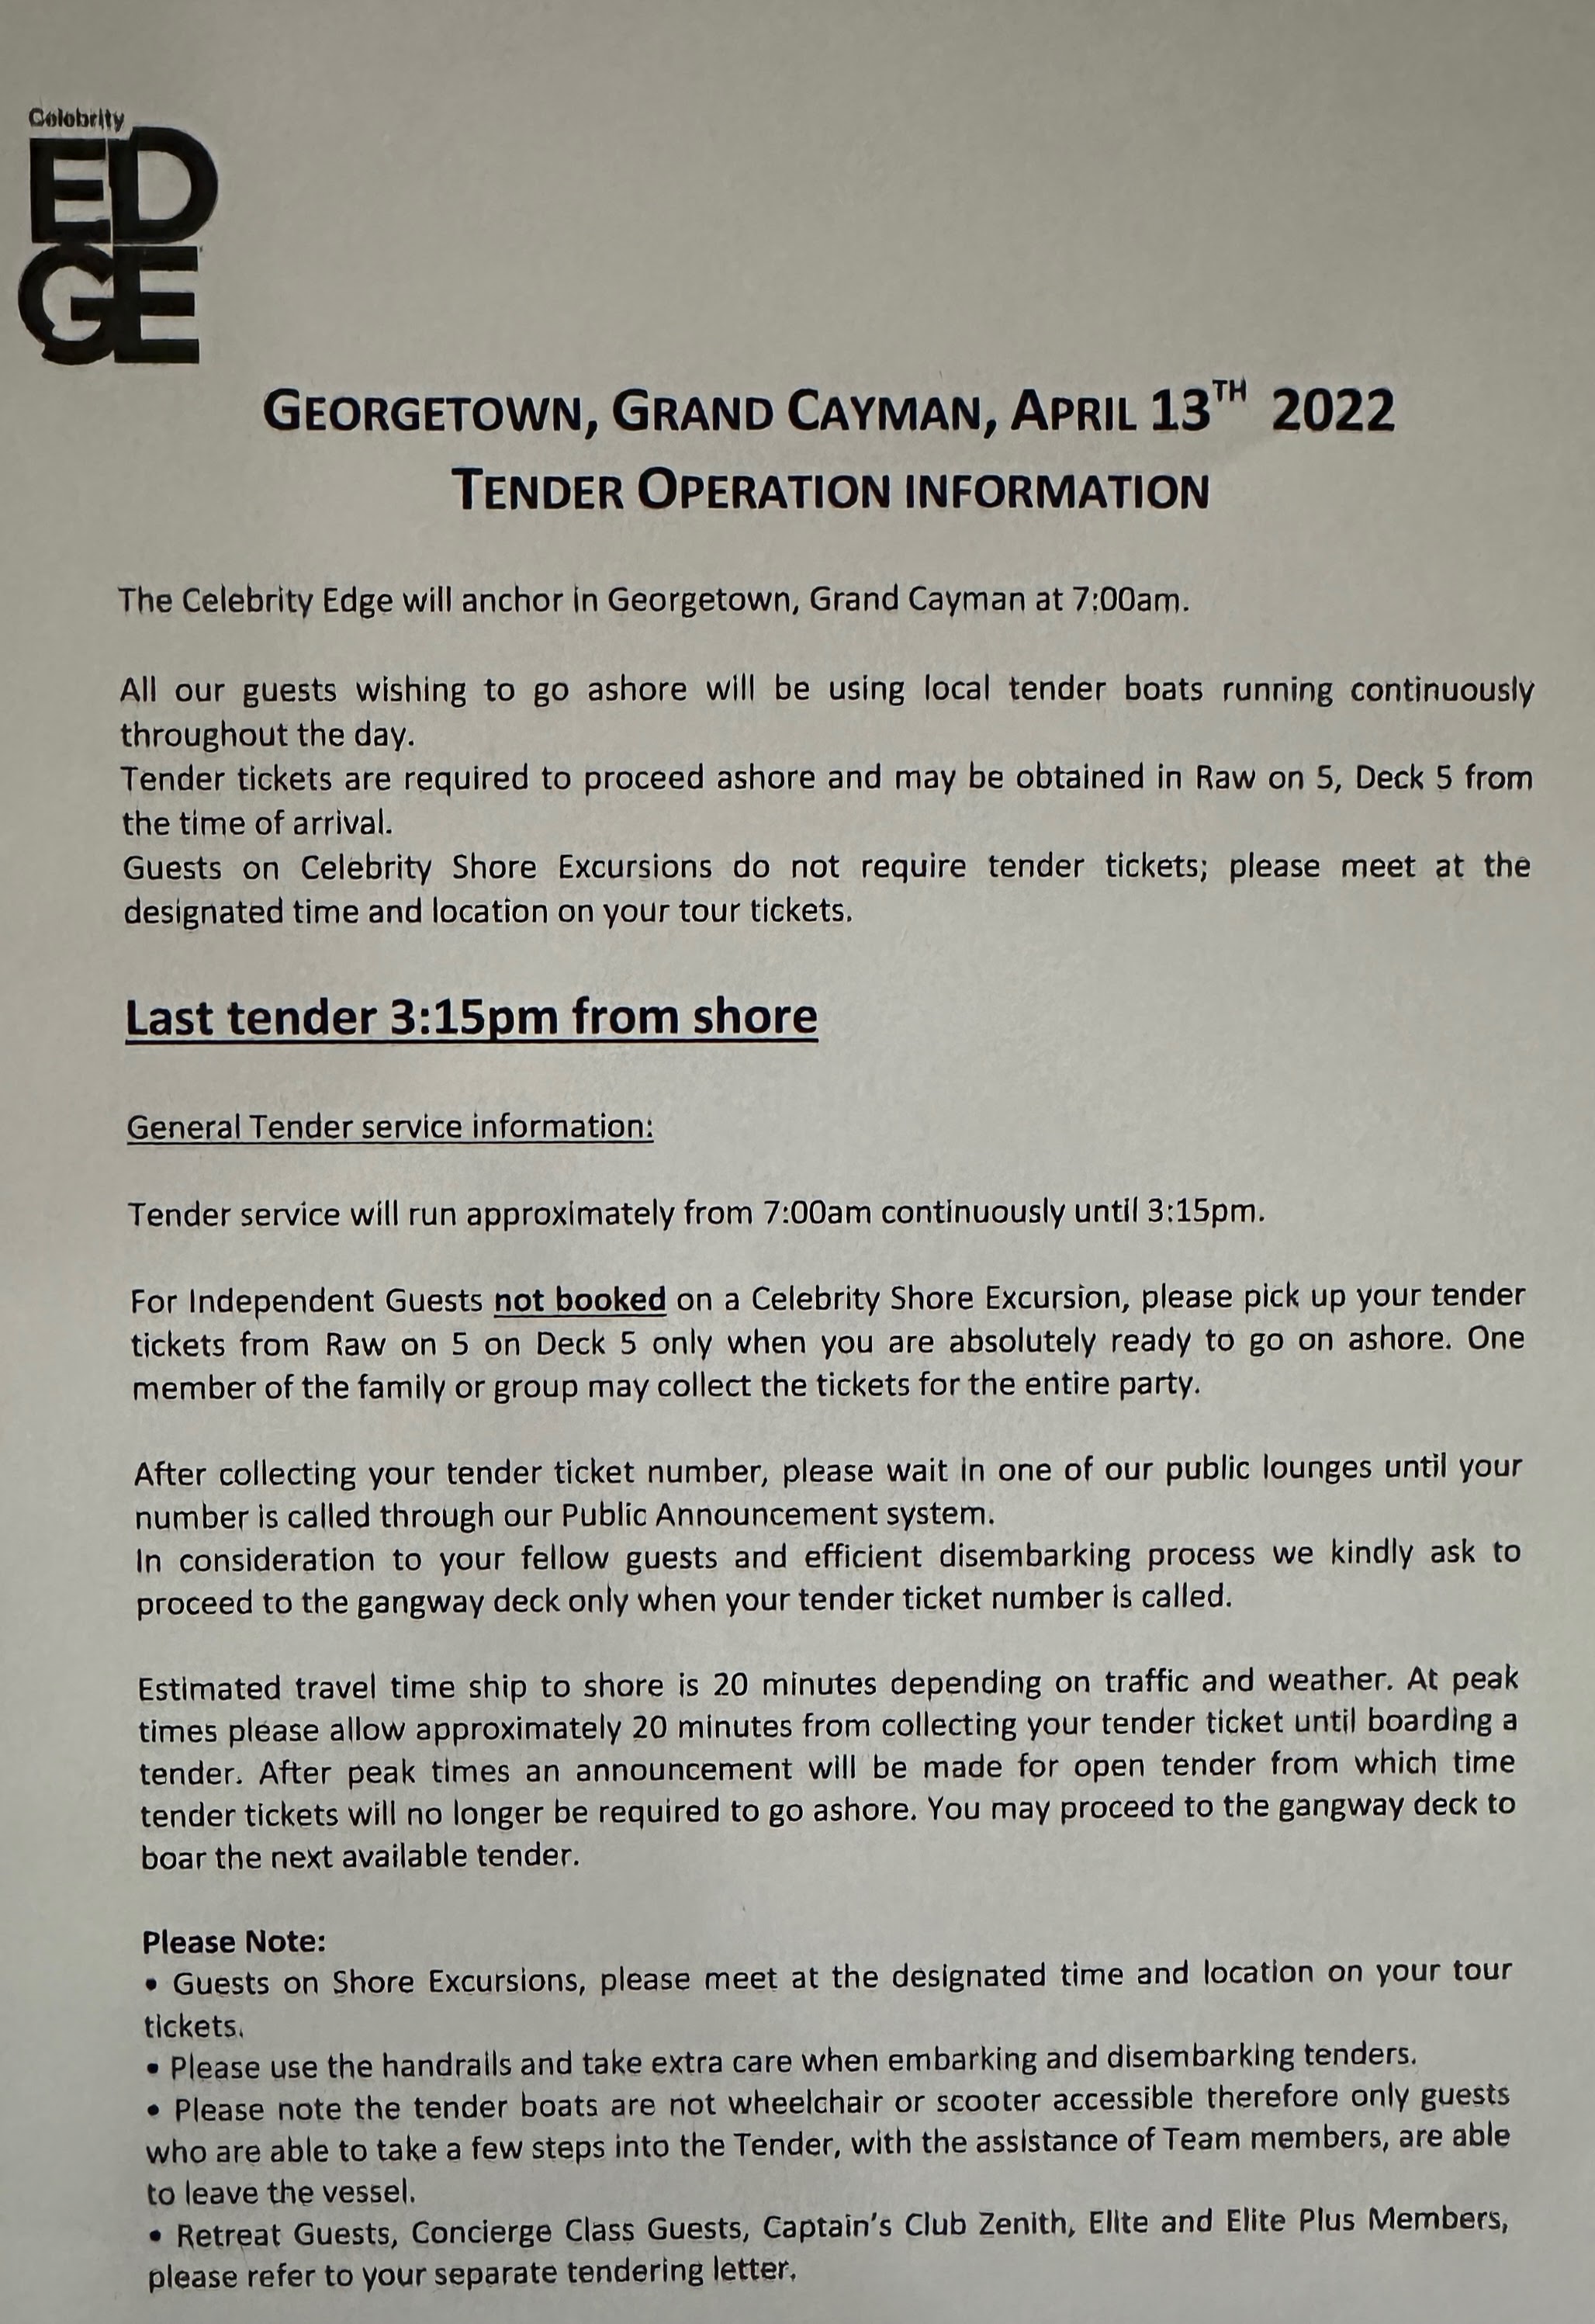 Celebrity
ED
GE
GEORGETOWN, GRAND CAYMAN, APRIL 13TH 2022
TENDER OPERATION INFORMATION
The Celebrity Edge will anchor in Georgetown, Grand Cayman at 7:00am.
All our guests wishing to go ashore will be using local tender boats running continuously
throughout the day.
Tender tickets are required to proceed ashore and may be obtained in Raw on 5, Deck 5 from
the time of arrival.
Guests on Celebrity Shore Excursions do not require tender tickets; please meet at the
designated time and location on your tour tickets.
Last tender 3:15pm from shore
General Tender service information:
Tender service will run approximately from 7:00am continuously until 3:15pm.
For Independent Guests not booked on a Celebrity Shore Excursion, please pick up your tender
tickets from Raw on 5 on Deck 5 only when you are absolutely ready to go on ashore. One
member of the family or group may collect the tickets for the entire party.
After collecting your tender ticket number, please wait in one of our public lounges until your
number is called through our Public Announcement system.
In consideration to your fellow guests and efficient disembarking process we kindly ask to
proceed to the gangway deck only when your tender ticket number is called.
Estimated travel time ship to shore is 20 minutes depending on traffic and weather. At peak
times please allow approximately 20 minutes from collecting your tender ticket until boarding a
tender. After peak times an announcement will be made for open tender from which time
tender tickets will no longer be required to go ashore. You may proceed to the gangway deck to
boar the next available tender.
Please Note:
• Guests on Shore Excursions, please meet at the designated time and location on your tour
tickets.
• Please use the handrails and take extra care when embarking and disembarking tenders.
• Please note the tender boats are not wheelchair or scooter accessible therefore only guests
who are able to take a few steps into the Tender, with the assistance of Team members, are able
to leave the vessel.
• Retreat Guests, Concierge Class Guests, Captain's Club Zenith, Elite and Elite Plus Members,
please refer to your separate tendering letter.